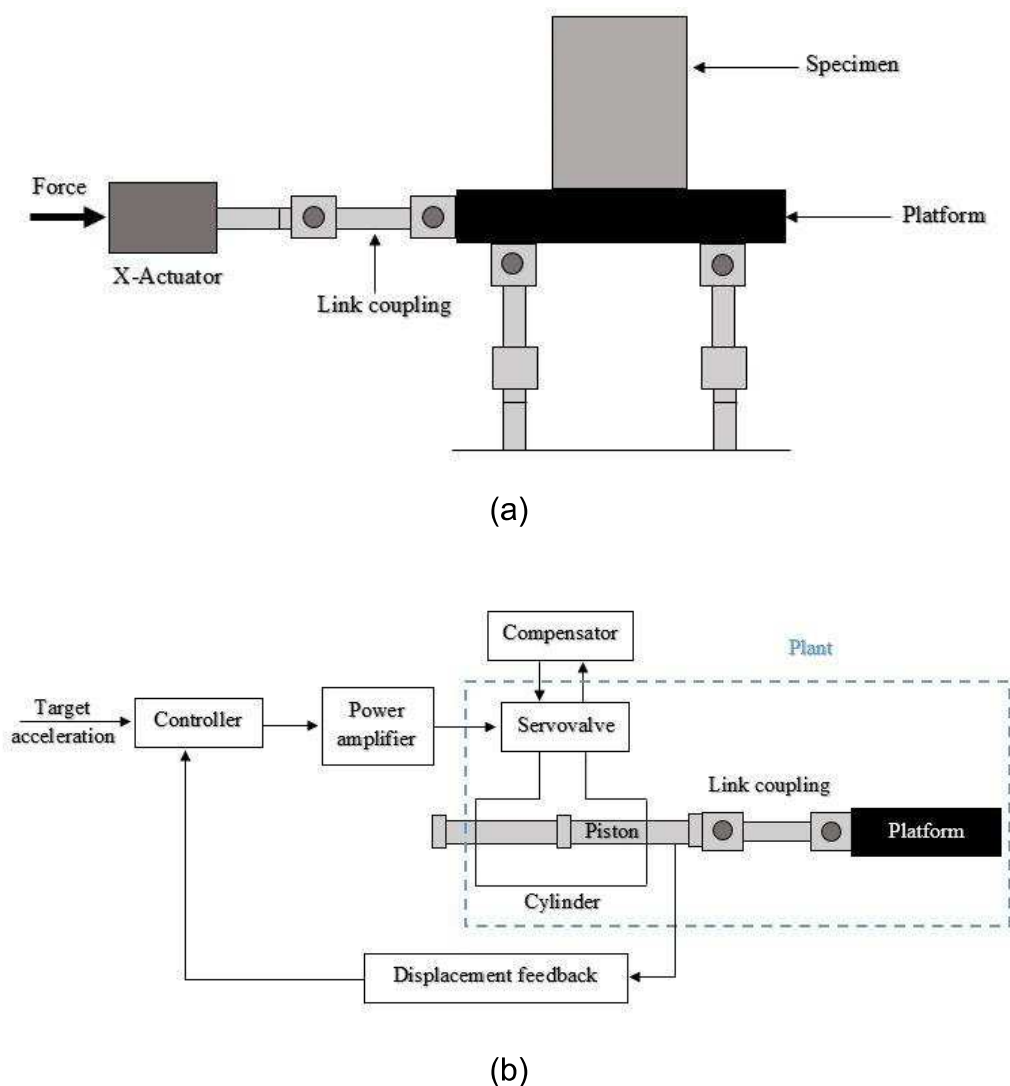 Specimen
Force
Platform
X-Actuator
Link coupling
(a)
Compensator
Plant
Target
acceleration
Controller
Power
amplifier
Servovalve
Link coupling
Piston
Platform
Cylinder
Displacement feedback
(b)